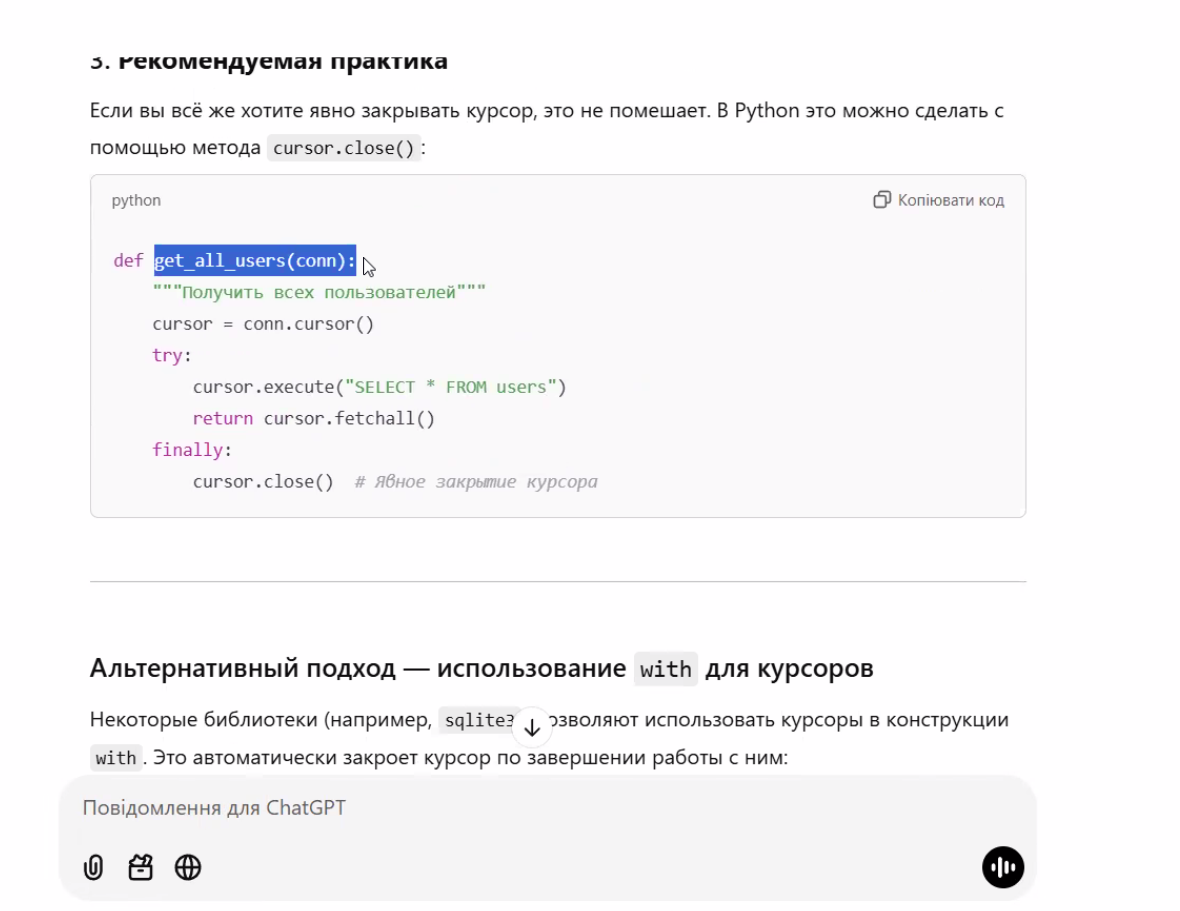 3. Рекомендуемая практика
Если вы всё же хотите явно закрывать курсор, это не помешает. В Python это можно сделать с
помощью метода cursor.close() :
python
Копіювати код
def get_all_users(conn):
"""Получить всех пользователей"""
cursor = conn.cursor()
try:
cursor.execute("SELECT * FROM users")
return cursor.fetchall()
finally:
cursor.close()  # Явное закрытие курсора
Альтернативный подход — использование with для курсоров
Некоторые библиотеки (например, sqlite3 озволяют использовать курсоры в конструкции
with . Это автоматически закроет курсор по завершении работы с ним:
Повідомлення для ChatGPT